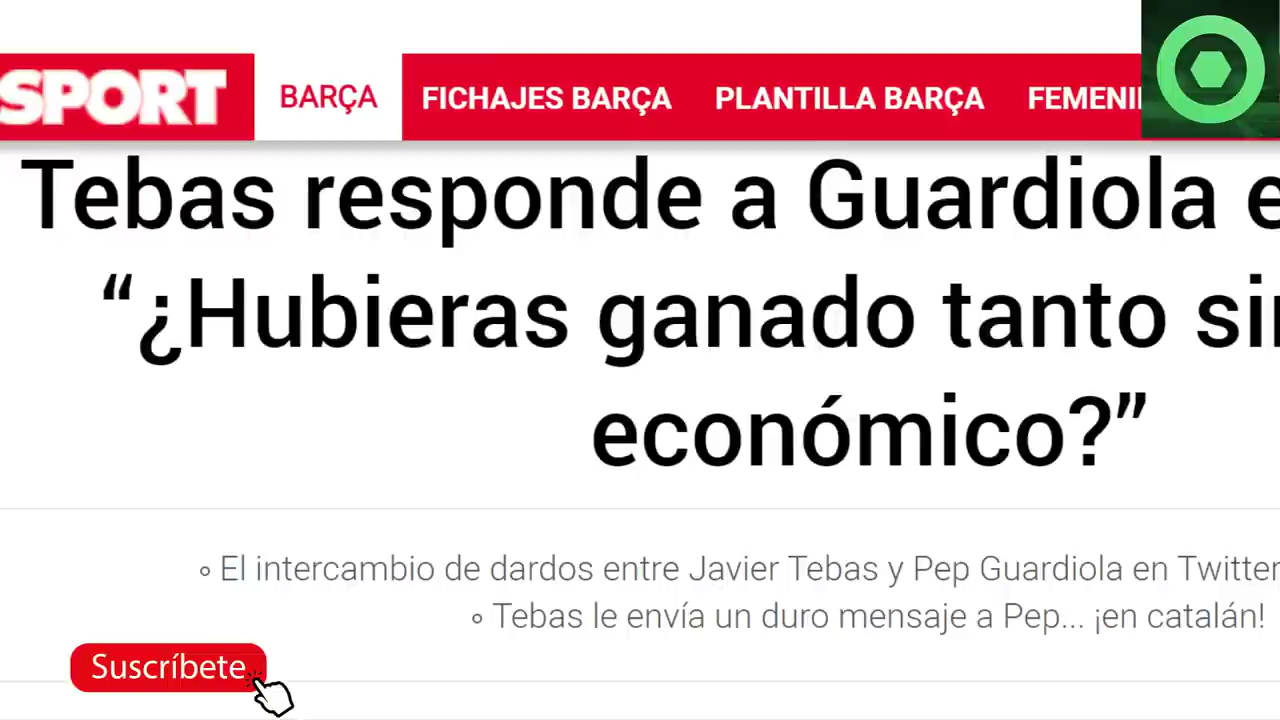 SPORT BARÇA FICHAJES BARÇA PLANTILLA BARÇA
Tebas responde a Guardiola
“¿Hubieras ganado tanto
económico?”
El intercambio de dardos entre Javier Tebas y Pep Guardiola en Twitter
Tebas le envía un duro mensaje a Pep... ¡en catalán!
Suscríbete